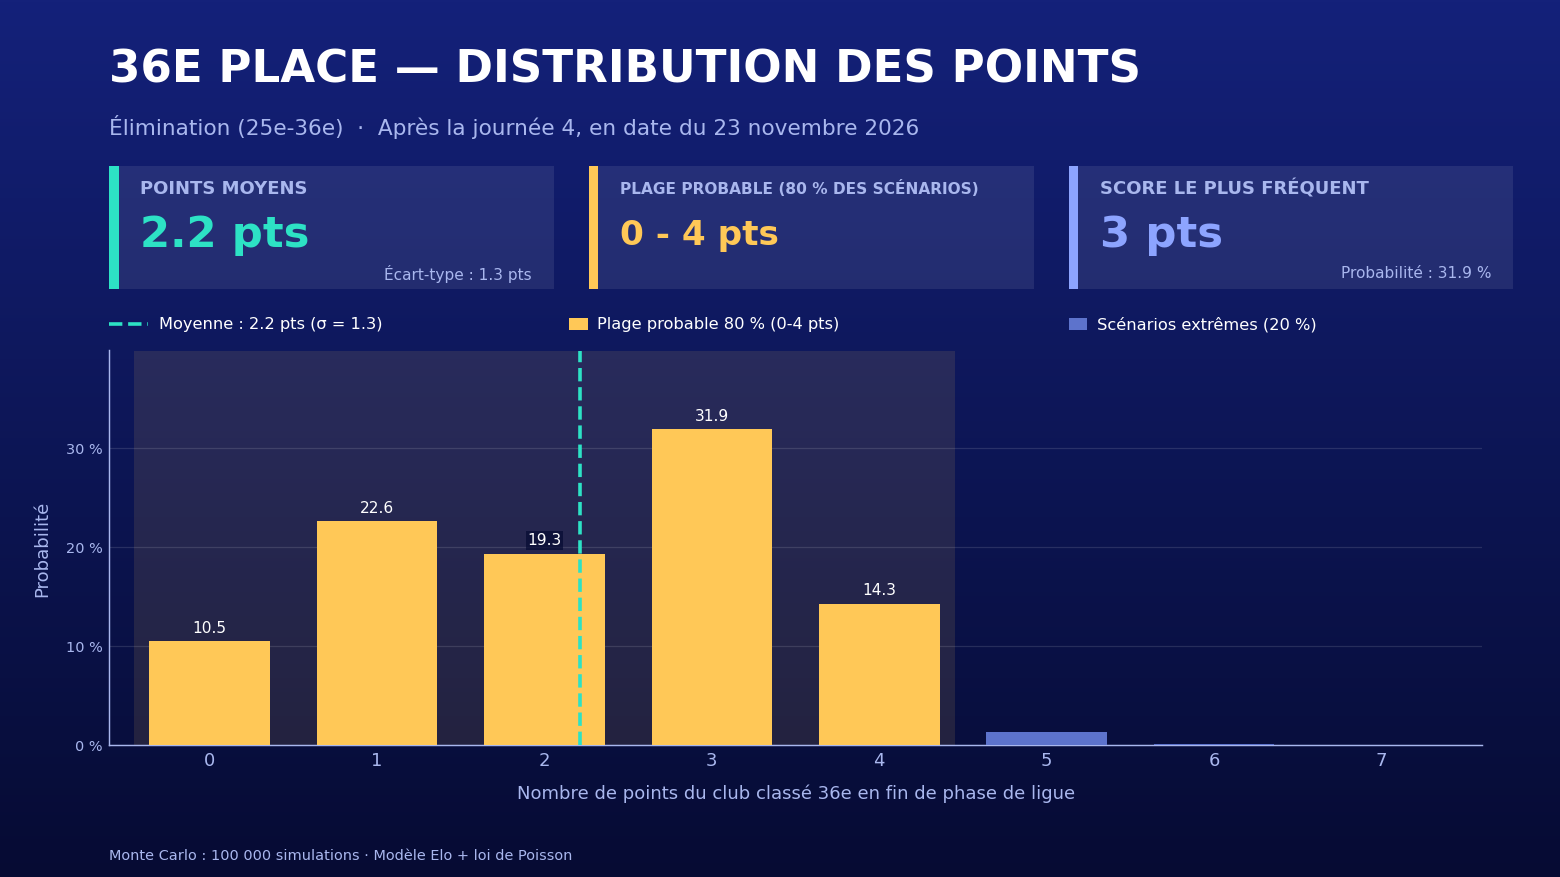 36E PLACE — DISTRIBUTION DES POINTS
Élimination (25e-36e)  ·  Après la journée 4, en date du 23 novembre 2026
POINTS MOYENS
2.2 pts
Écart-type : 1.3 pts
PLAGE PROBABLE (80 % DES SCÉNARIOS)
0 - 4 pts
SCORE LE PLUS FRÉQUENT
3 pts
Probabilité : 31.9 %
Moyenne : 2.2 pts (σ = 1.3)
Plage probable 80 % (0-4 pts)
Scénarios extrêmes (20 %)
Probabilité
30 %
20 %
10 %
0 %
10.5
22.6
19.3
31.9
14.3
0
1
2
3
4
5
6
7
Nombre de points du club classé 36e en fin de phase de ligue
Monte Carlo : 100 000 simulations · Modèle Elo + loi de Poisson